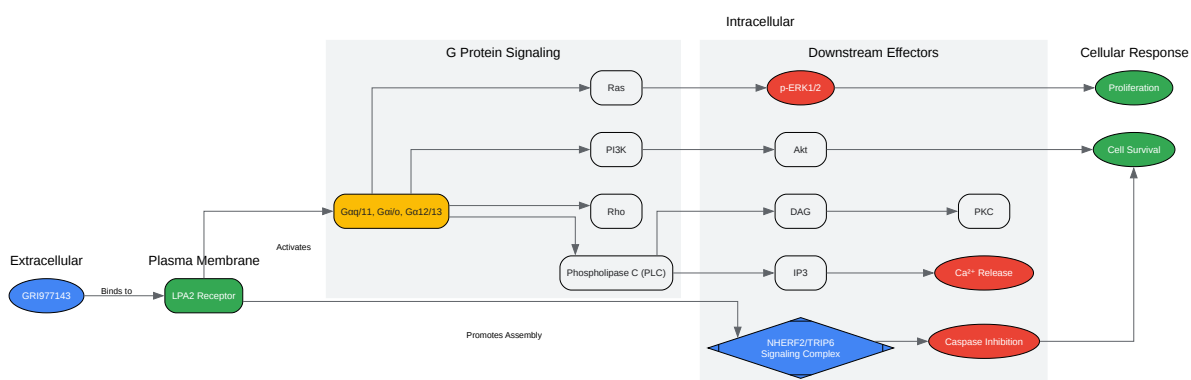 Intracellular
G Protein Signaling
Downstream Effectors
Cellular Response
Ras
p-ERK1/2
Proliferation
PI3K
Akt
Cell Survival
Gαq/11, Gαi/o, Gα12/13
Rho
DAG
PKC
Activates
Extracellular
Plasma Membrane
Phospholipase C (PLC)
IP3
Ca²⁺ Release
GRI977143
Binds to
LPA2 Receptor
Promotes Assembly
NHERF2/TRIP6
Signaling Complex
Caspase Inhibition